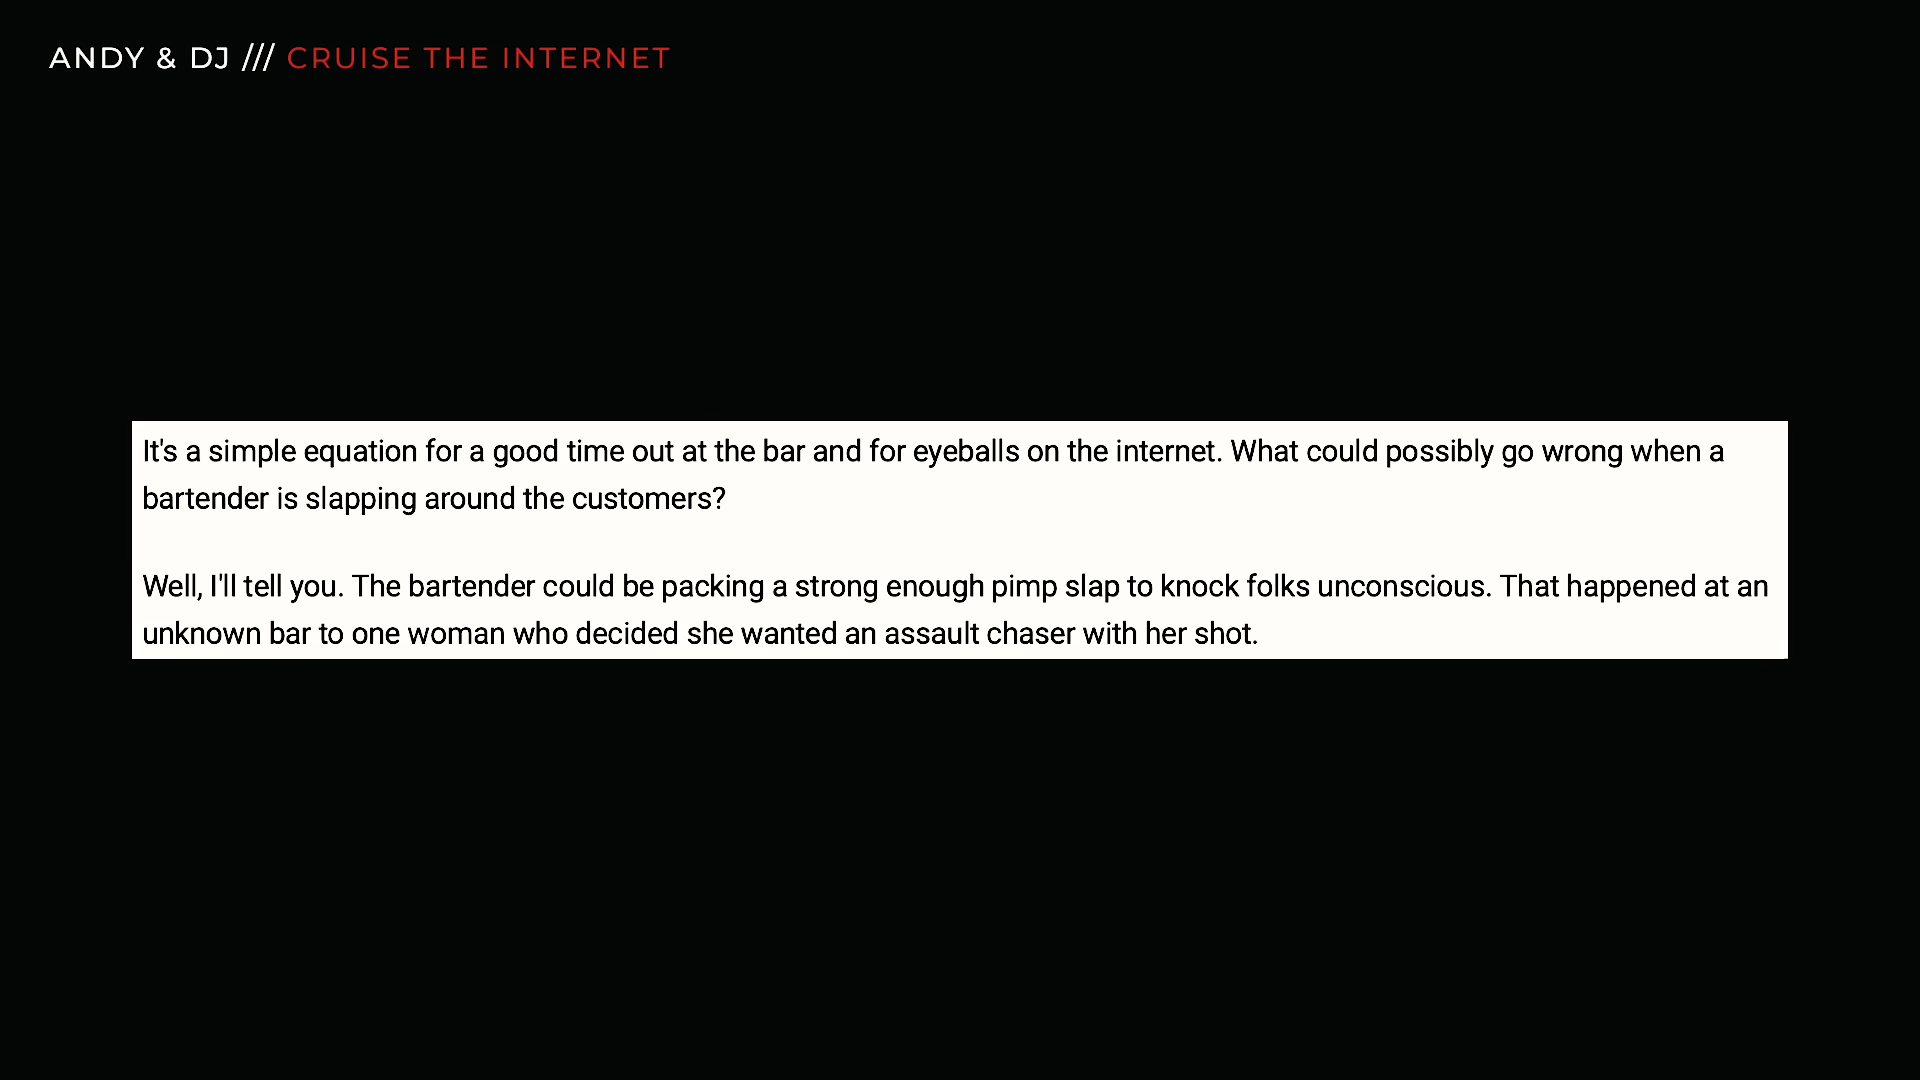 ANDY & DJ /// CRUISE THE INTERNET
It's a simple equation for a good time out at the bar and for eyeballs on the internet. What could possibly go wrong when a
bartender is slapping around the customers?
Well, I'll tell you. The bartender could be packing a strong enough pimp slap to knock folks unconscious. That happened at an
unknown bar to one woman who decided she wanted an assault chaser with her shot.